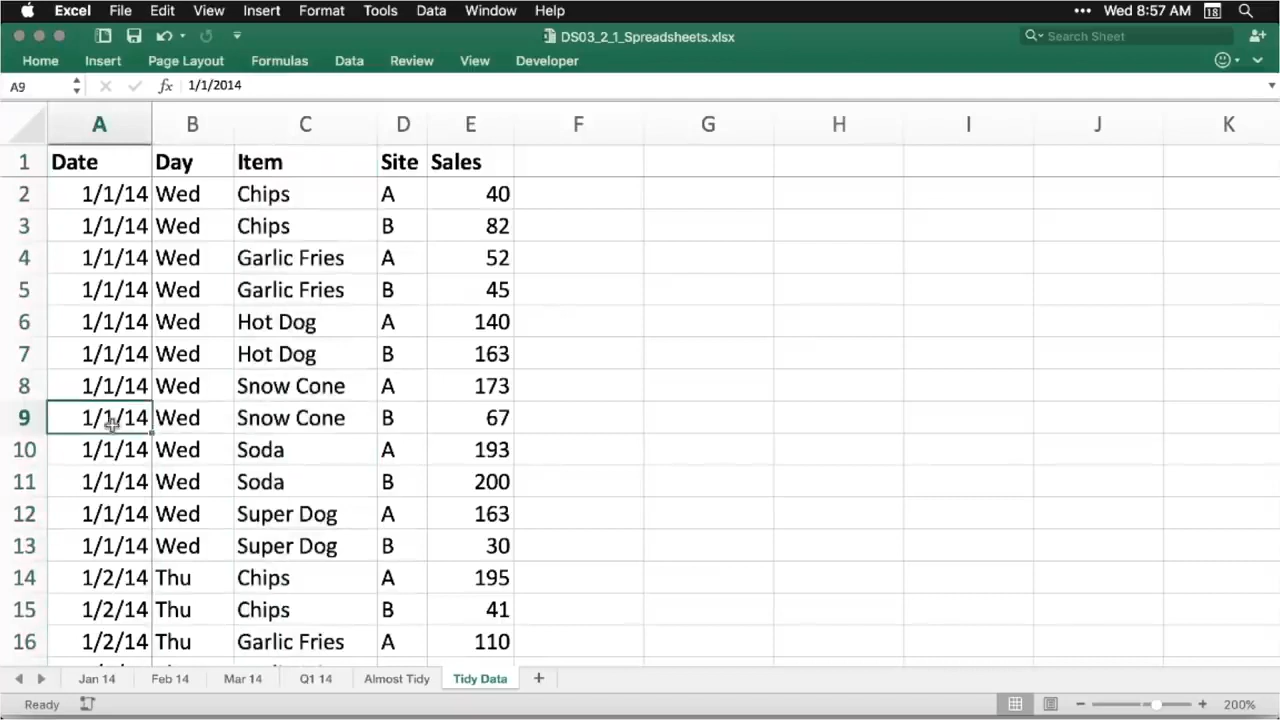 Excel File Edit View Insert Format Tools Data Window Help ••• Wed 8:57 AM 18
DS03_2_1_Spreadsheets.xlsx Search Sheet
Home Insert Page Layout Formulas Data Review View Developer
A9 fx 1/1/2014
A B C D E F G H I J K
1 Date Day Item Site Sales
2 1/1/14 Wed Chips A 40
3 1/1/14 Wed Chips B 82
4 1/1/14 Wed Garlic Fries A 52
5 1/1/14 Wed Garlic Fries B 45
6 1/1/14 Wed Hot Dog A 140
7 1/1/14 Wed Hot Dog B 163
8 1/1/14 Wed Snow Cone A 173
9 1/1/14 Wed Snow Cone B 67
10 1/1/14 Wed Soda A 193
11 1/1/14 Wed Soda B 200
12 1/1/14 Wed Super Dog A 163
13 1/1/14 Wed Super Dog B 30
14 1/2/14 Thu Chips A 195
15 1/2/14 Thu Chips B 41
16 1/2/14 Thu Garlic Fries A 110
Jan 14 Feb 14 Mar 14 Q1 14 Almost Tidy Tidy Data +
Ready 200%